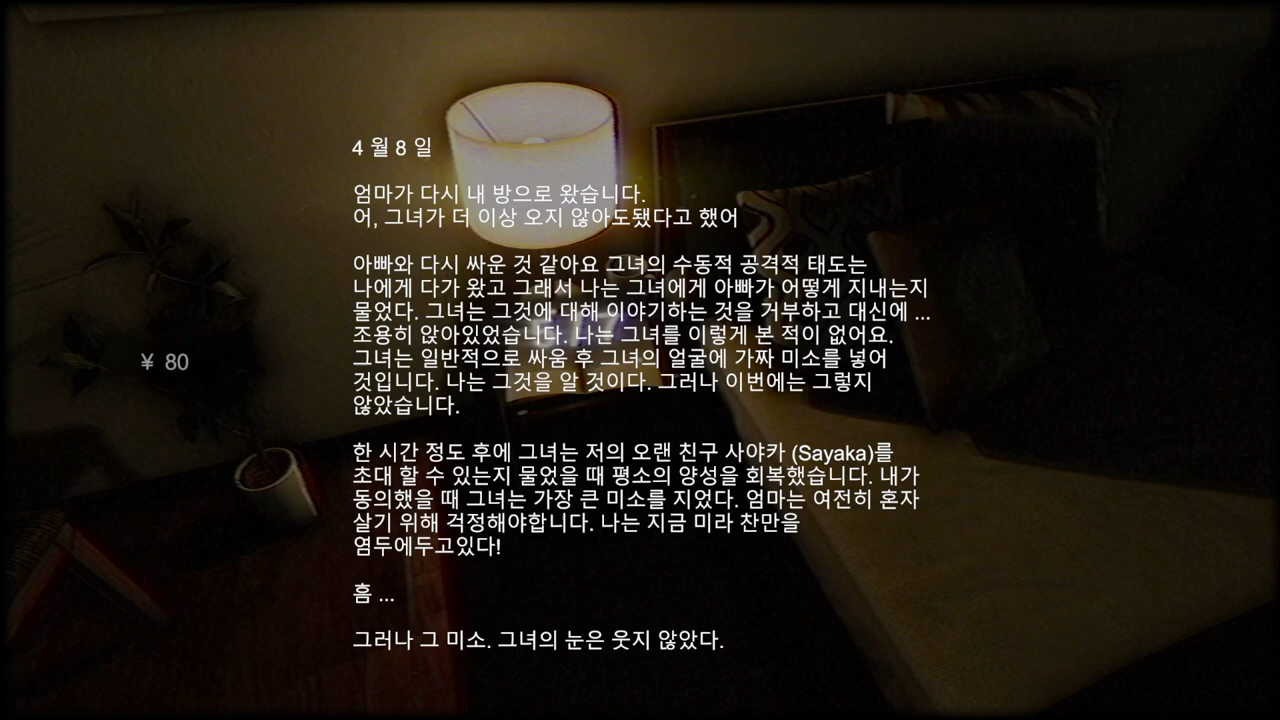 4 월 8 일
엄마가 다시 내 방으로 왔습니다.
어, 그녀가 더 이상 오지 않아도됐다고 했어
아빠와 다시 싸운 것 같아요 그녀의 수동적 공격적 태도는
나에게 다가 왔고 그래서 나는 그녀에게 아빠가 어떻게 지내는지
물었다. 그녀는 그것에 대해 이야기하는 것을 거부하고 대신에 ...
조용히 앉아있었습니다. 나는 그녀를 이렇게 본 적이 없어요.
¥ 80
그녀는 일반적으로 싸움 후 그녀의 얼굴에 가짜 미소를 넣어
것입니다. 나는 그것을 알 것이다. 그러나 이번에는 그렇지
않았습니다.
한 시간 정도 후에 그녀는 저의 오랜 친구 사야카 (Sayaka)를
초대 할 수 있는지 물었을 때 평소의 양성을 회복했습니다. 내가
동의했을 때 그녀는 가장 큰 미소를 지었다. 엄마는 여전히 혼자
살기 위해 걱정해야합니다. 나는 지금 미라 찬만을
염두에두고있다!
흠 ...
그러나 그 미소. 그녀의 눈은 웃지 않았다.